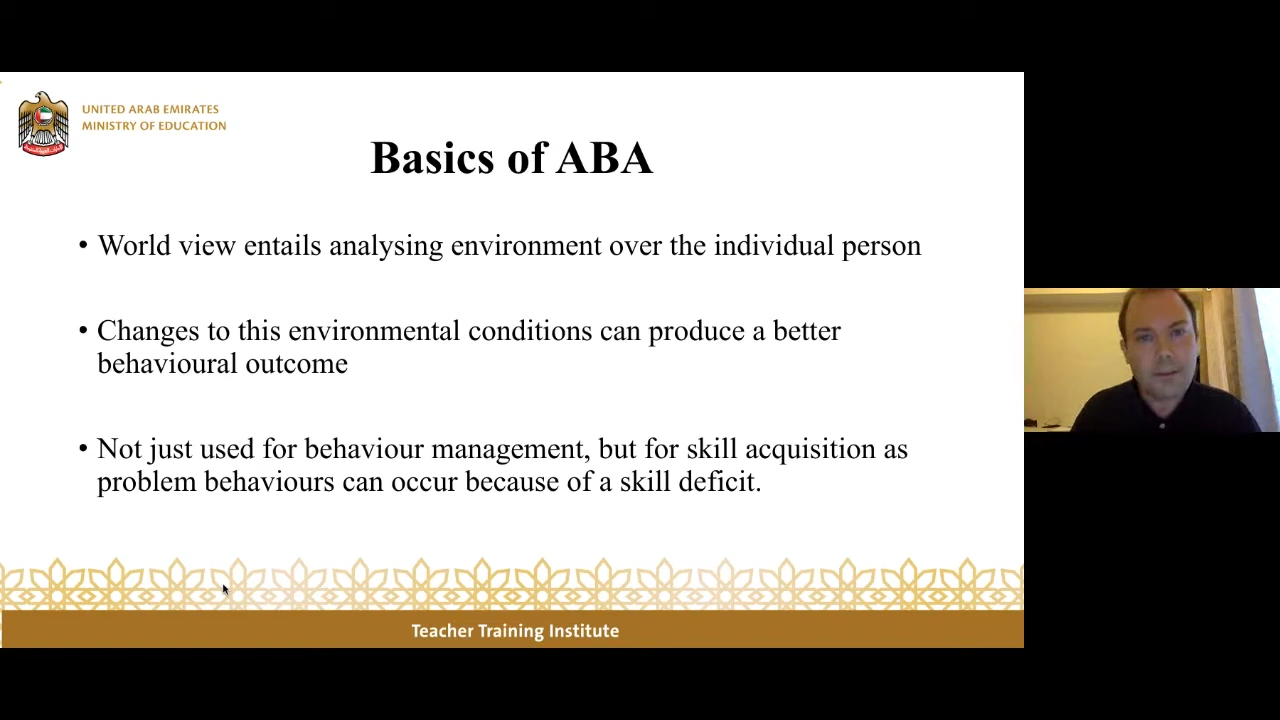 UNITED ARAB EMIRATES
MINISTRY OF EDUCATION
Basics of ABA
• World view entails analysing environment over the individual person
• Changes to this environmental conditions can produce a better
behavioural outcome
• Not just used for behaviour management, but for skill acquisition as
problem behaviours can occur because of a skill deficit.
Teacher Training Institute